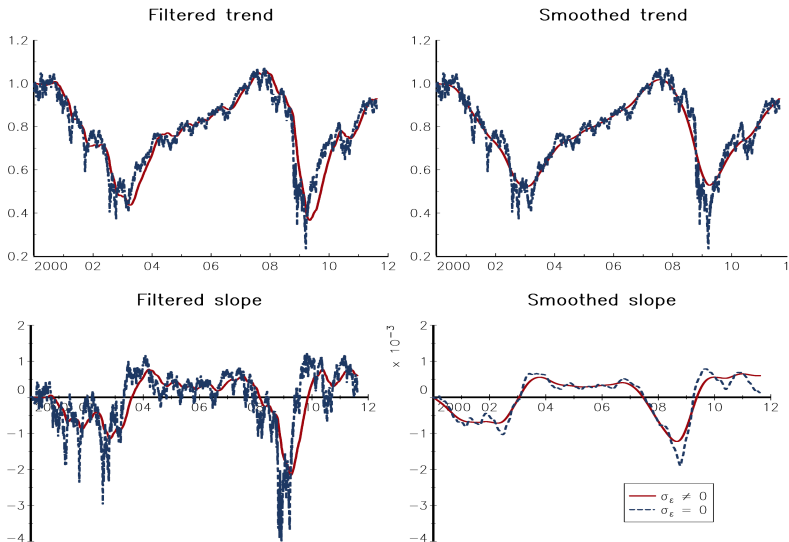 Filtered trend
1.2
1.0
0.8
0.6
0.4
0.2
2000 02 04 06 08 10 12
Smoothed trend
1.2
1.0
0.8
0.6
0.4
0.2
2000 02 04 06 08 10 1
Filtered slope
2
1
0
−1
−2
−3
−4
2000 02 04 06 08 10 12
Smoothed slope
× 10⁻³
2
1
0
−1
−2
−3
−4
2000 02 04 06 08 10 12
σ_ε ≠ 0
σ_ε = 0